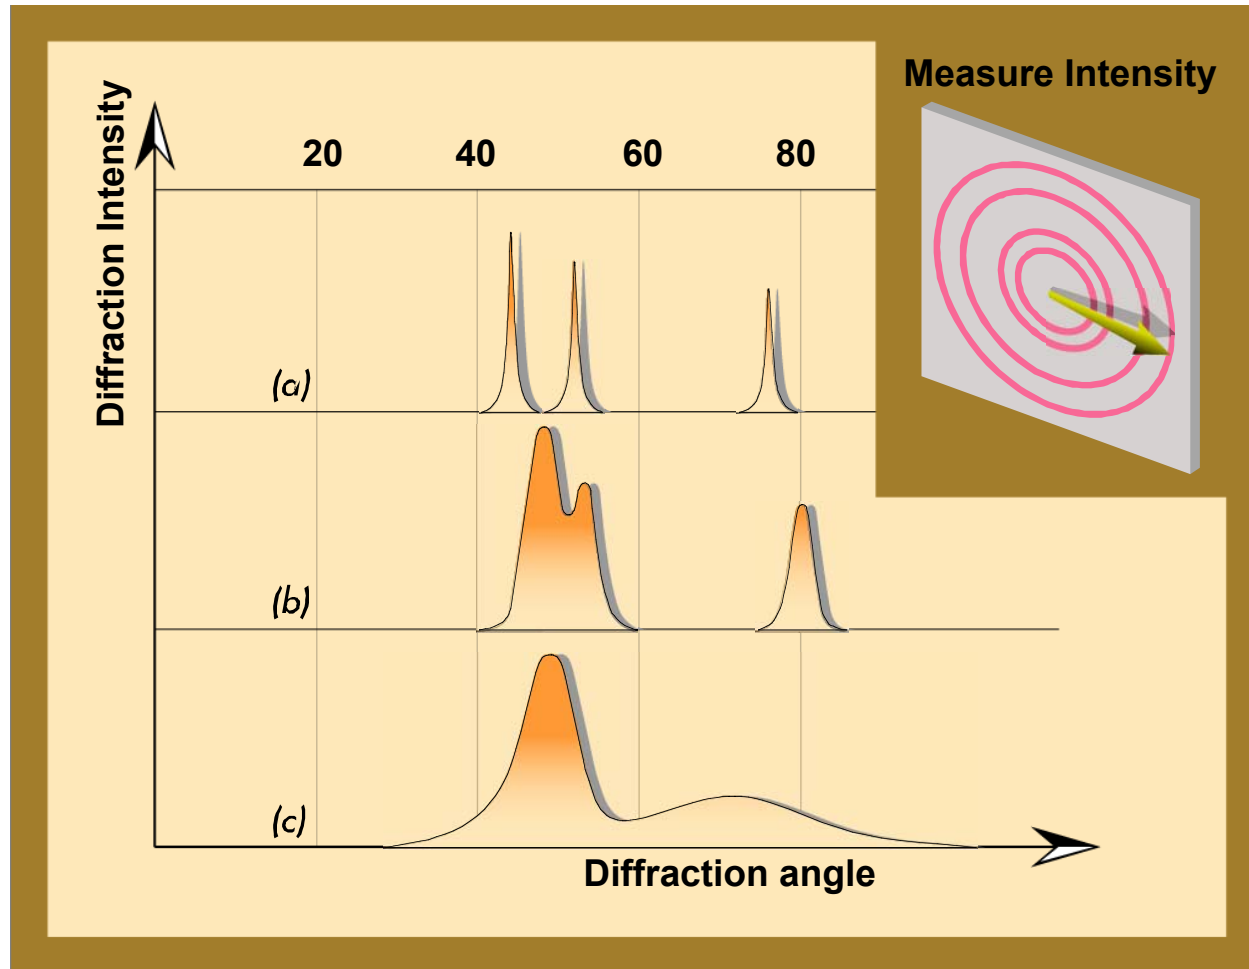 Measure Intensity
Diffraction Intensity
20 40 60 80
(a)
(b)
(c)
Diffraction angle